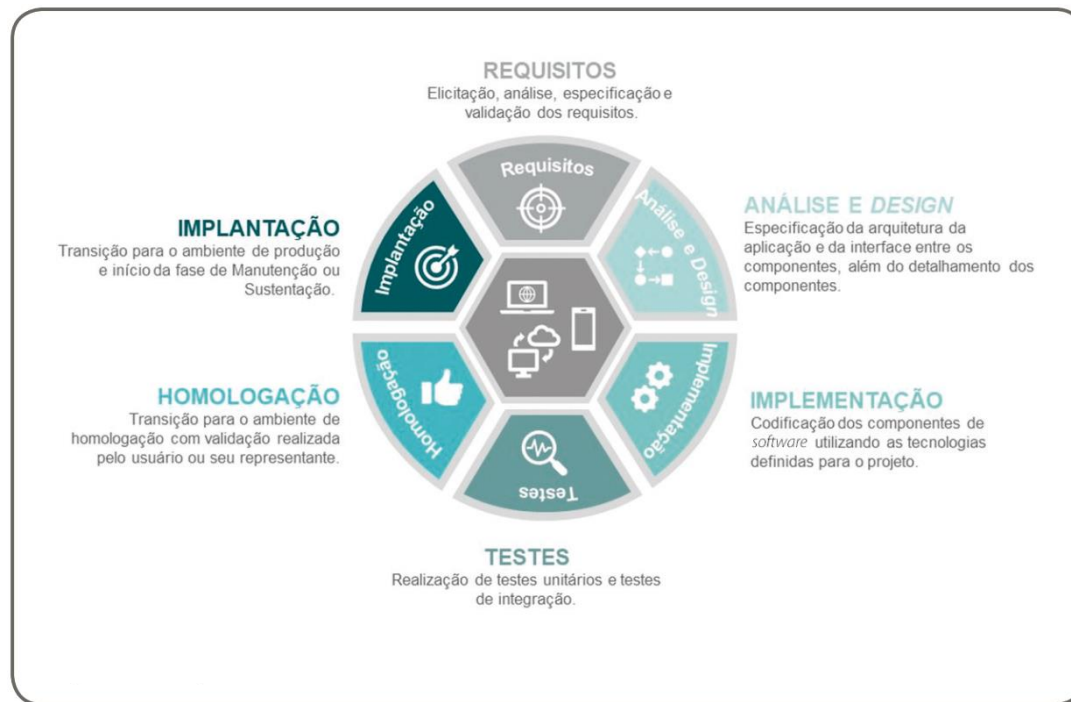 REQUISITOS
Elicitação, análise, especificação e
validação dos requisitos.
Requisitos
Análise e Design
Implementação
Testes
Homologação
Implantação
ANÁLISE E DESIGN
Especificação da arquitetura da
aplicação e da interface entre os
componentes, além do detalhamento dos
componentes.
IMPLEMENTAÇÃO
Codificação dos componentes de
software utilizando as tecnologias
definidas para o projeto.
TESTES
Realização de testes unitários e testes
de integração.
HOMOLOGAÇÃO
Transição para o ambiente de
homologação com validação realizada
pelo usuário ou seu representante.
IMPLANTAÇÃO
Transição para o ambiente de produção
e início da fase de Manutenção ou
Sustentação.